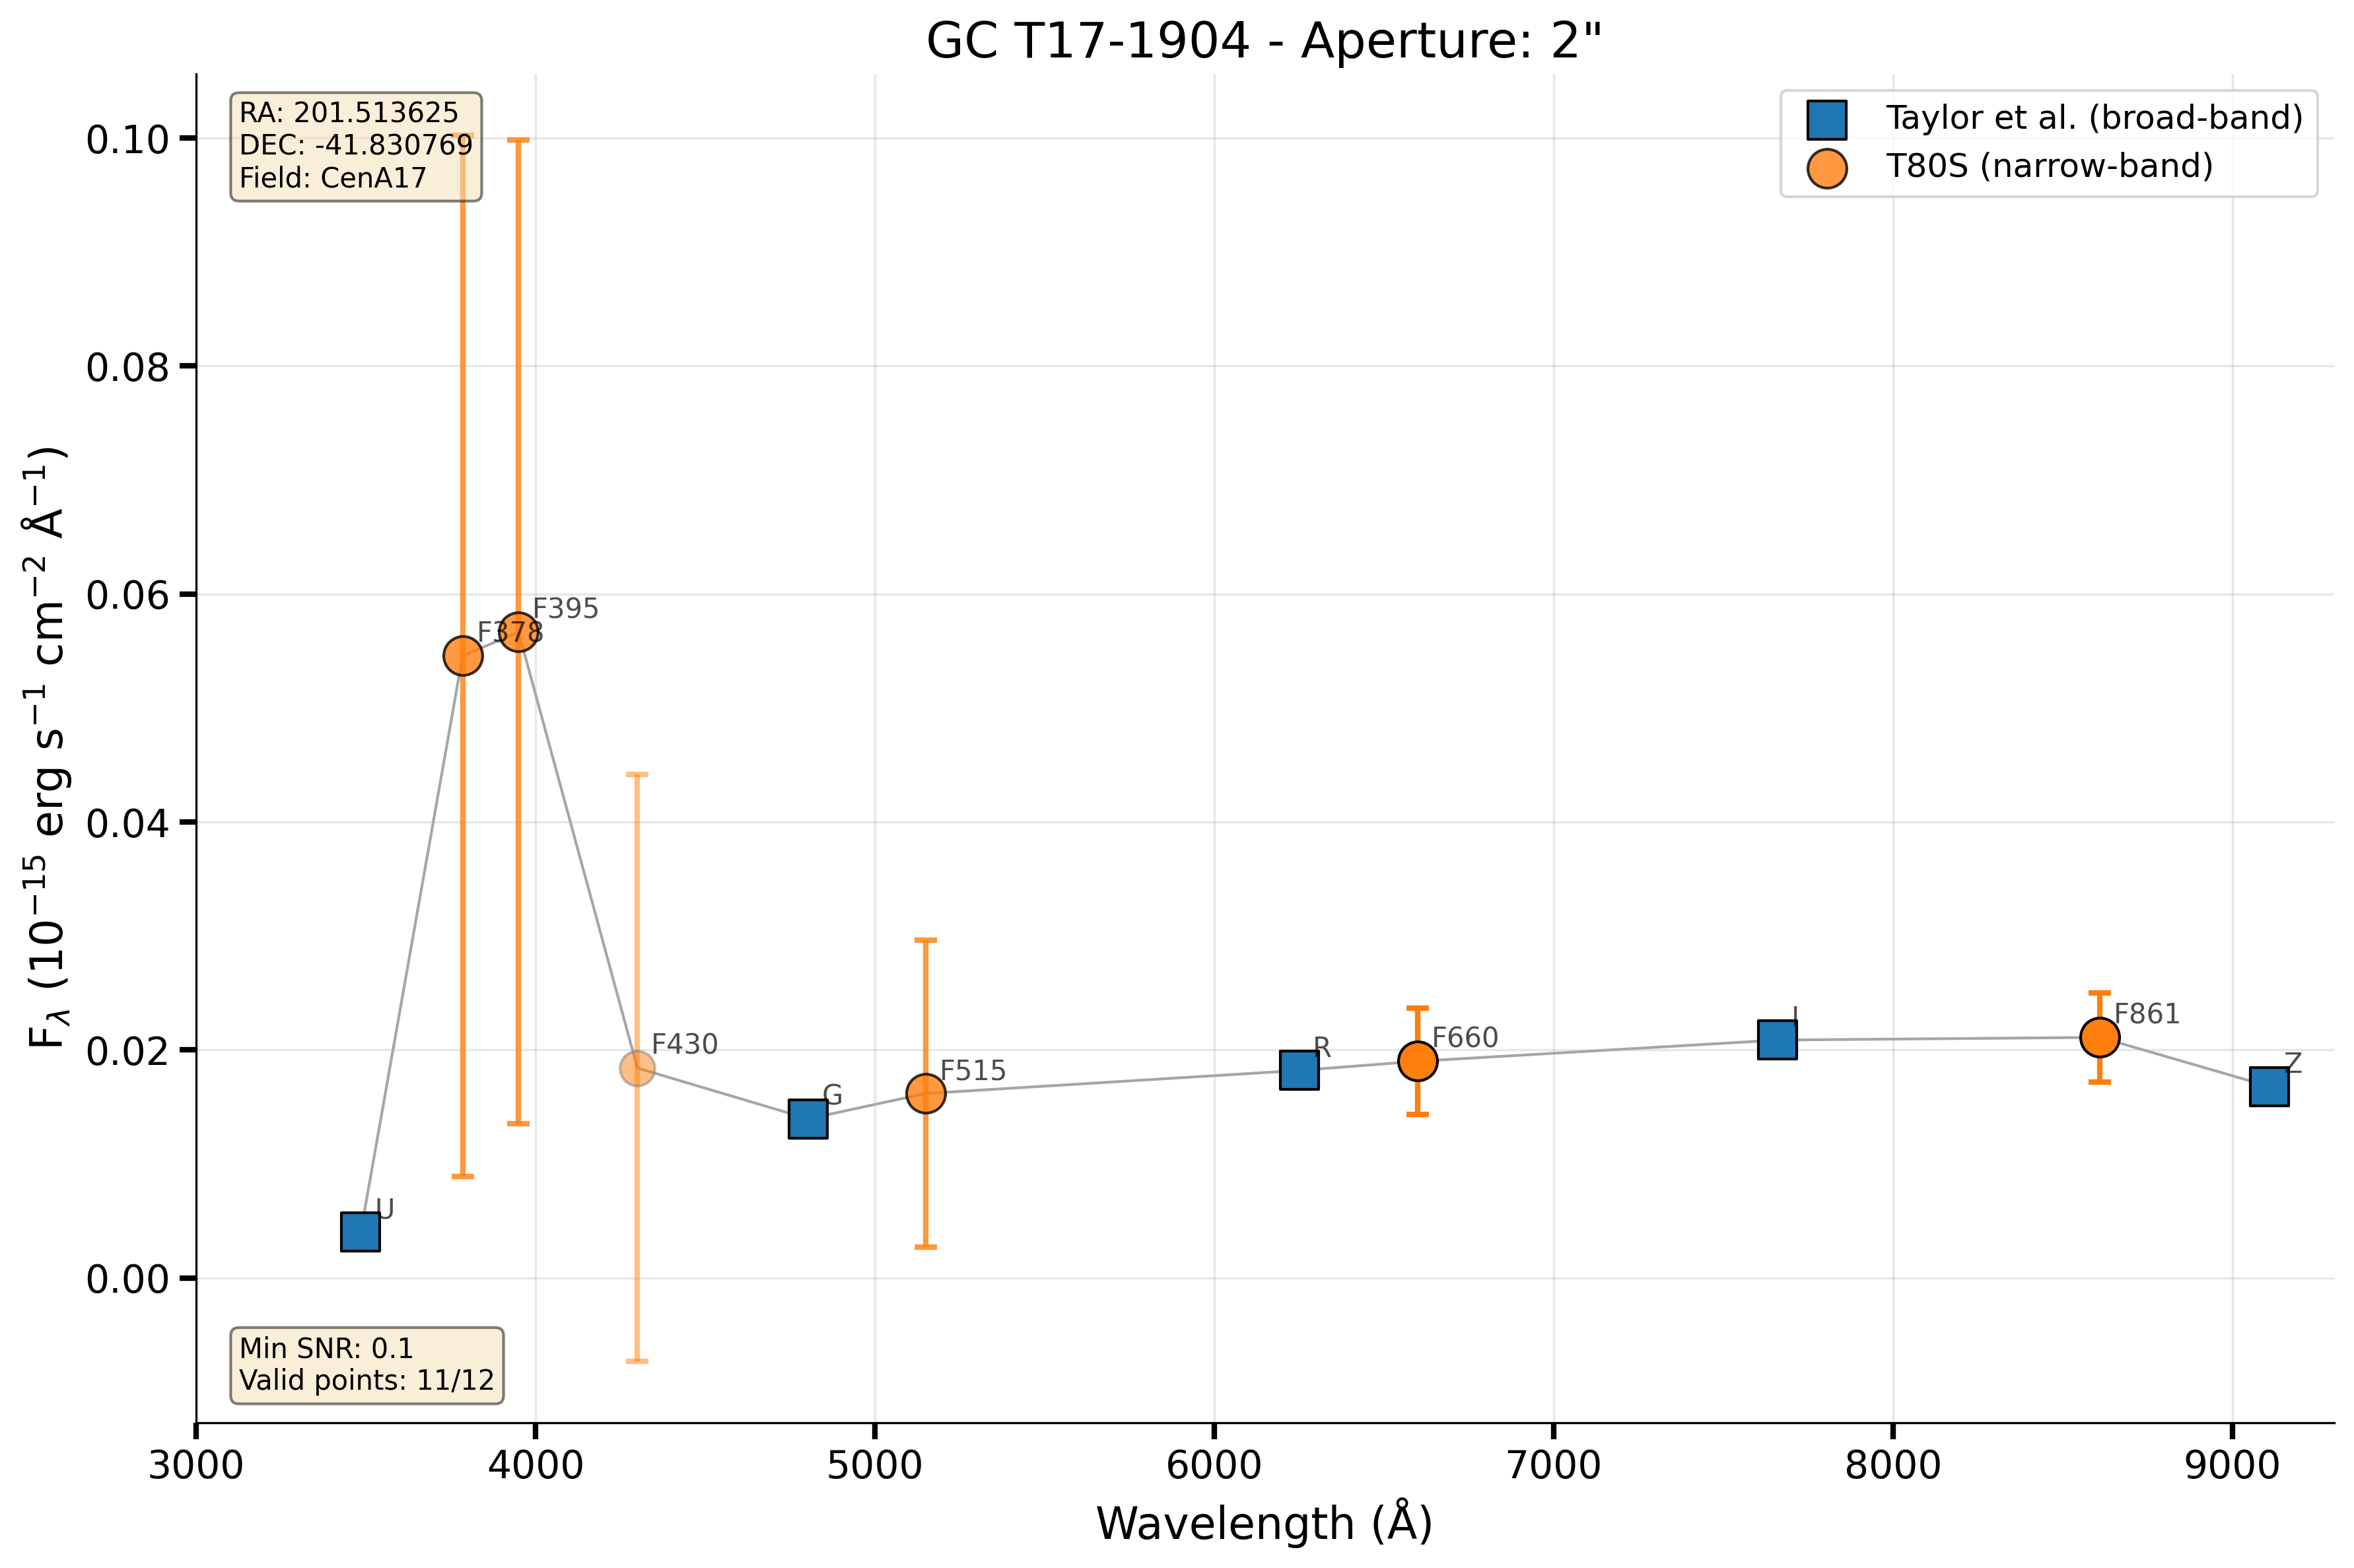 GC T17-1904 - Aperture: 2"
RA: 201.513625
DEC: -41.830769
Field: CenA17
Taylor et al. (broad-band)
T80S (narrow-band)
0.10
0.08
0.06
0.04
0.02
0.00
F$_{λ}$ (10$^{−15}$ erg s$^{−1}$ cm$^{−2}$ Å$^{−1}$)
U
F378
F395
F430
G
F515
R
F660
I
F861
Z
Min SNR: 0.1
Valid points: 11/12
3000
4000
5000
6000
7000
8000
9000
Wavelength (Å)